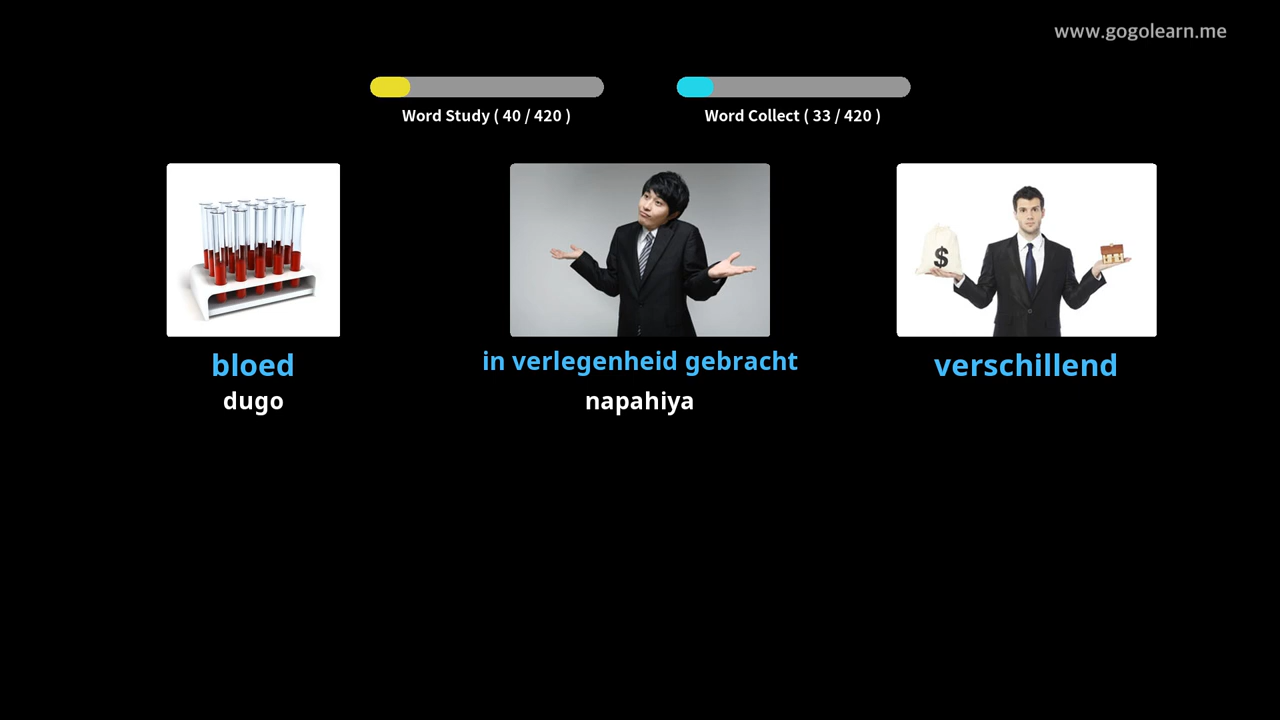 www.gogolearn.me
Word Study ( 40 / 420 )
Word Collect ( 33 / 420 )
$
bloed
dugo
in verlegenheid gebracht
napahiya
verschillend